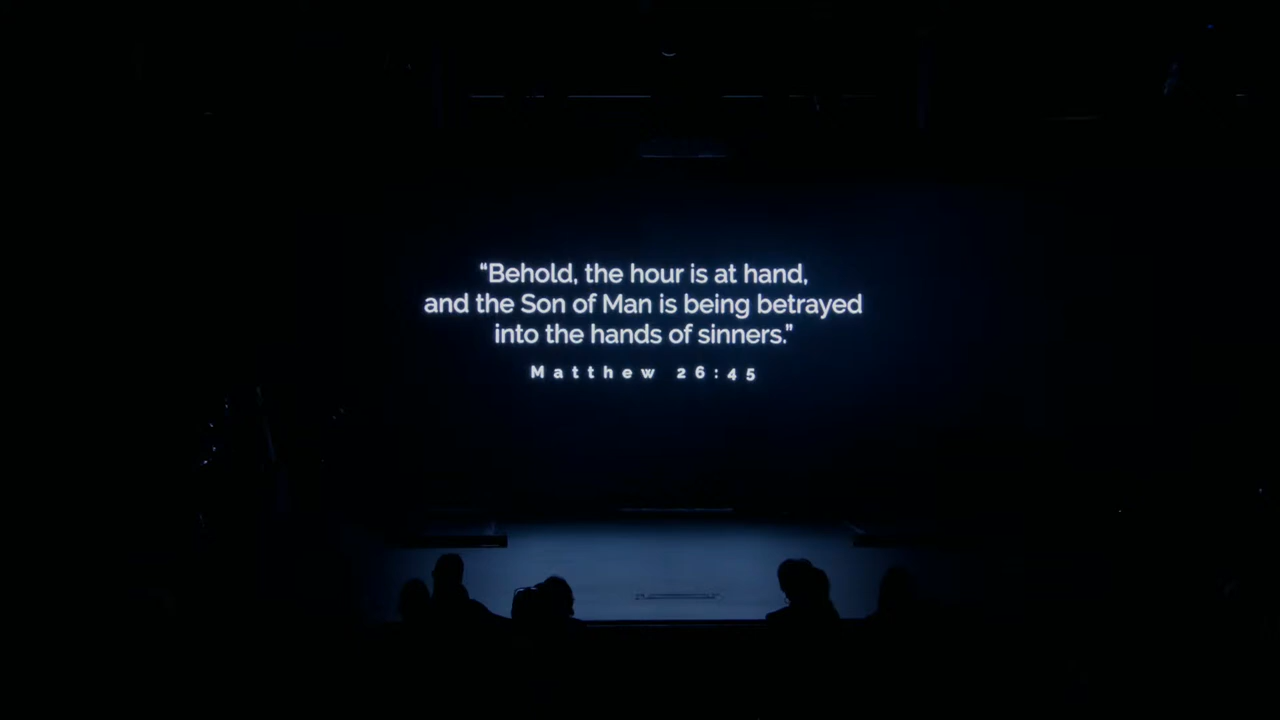 “Behold, the hour is at hand,
and the Son of Man is being betrayed
into the hands of sinners."
Matthew 26:45